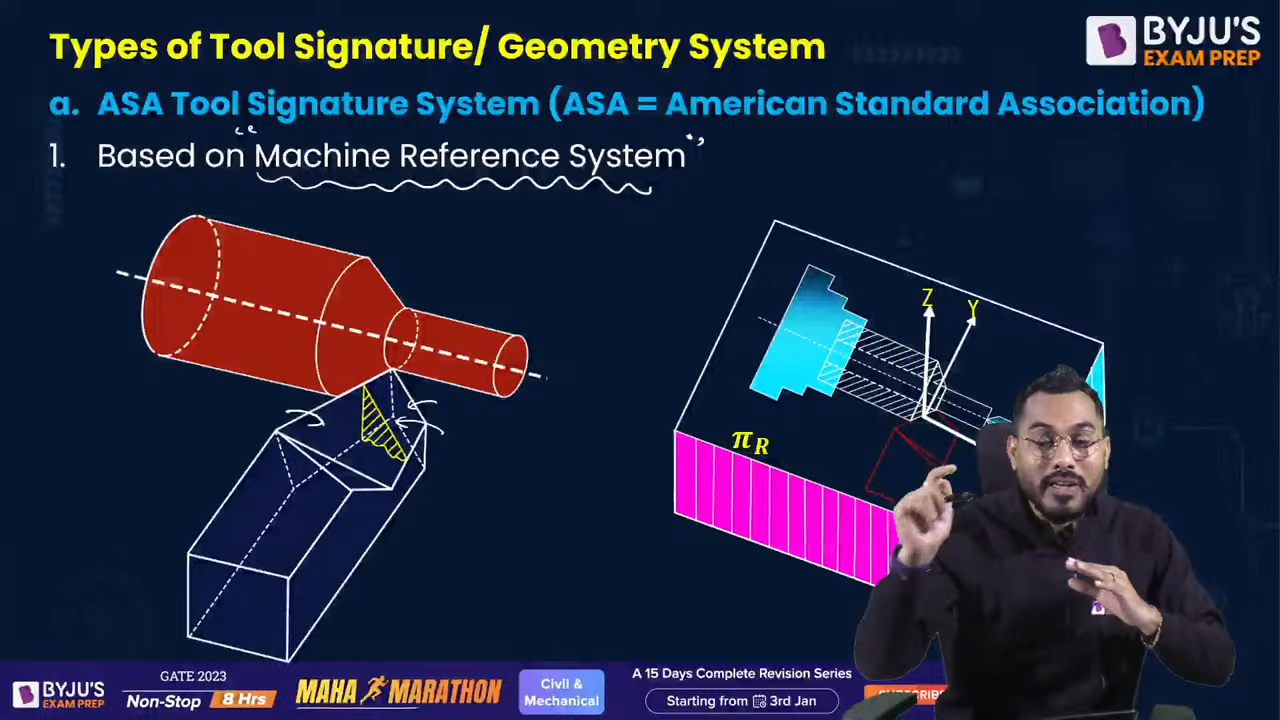 Types of Tool Signature/ Geometry System
BYJU'S
EXAM PREP
a. ASA Tool Signature System (ASA = American Standard Association)
1. Based on "Machine Reference System"
Z
Y
π_R
BYJU'S
EXAM PREP
GATE 2023
Non-Stop 8 Hrs
MAHA MARATHON
Civil &
Mechanical
A 15 Days Complete Revision Series
Starting from 3rd Jan